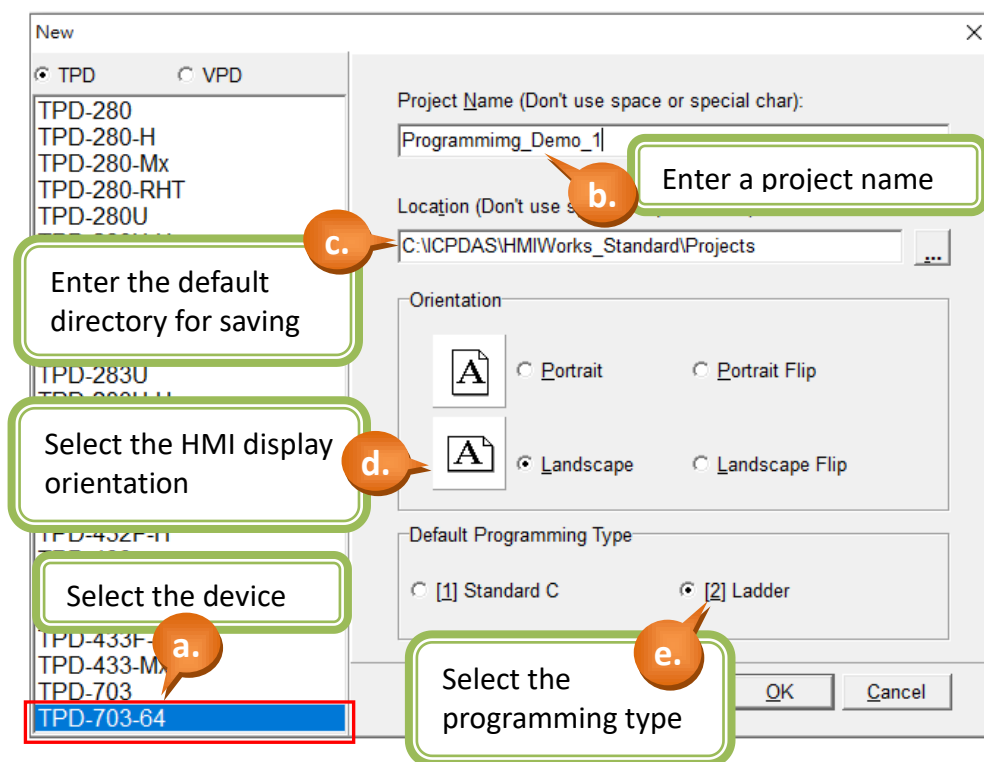 New
TPD
VPD
TPD-280
TPD-280-H
TPD-280-Mx
TPD-280-RHT
TPD-280U
Enter the default
directory for saving
TPD-283U
Select the HMI display
orientation
Select the device
a.
TPD-433-Mx
TPD-703
TPD-703-64
Project Name (Don't use space or special char):
Programmimg_Demo_1
b.
Enter a project name
Location (Don't use
c.
C:\ICPDAS\HMIWorks_Standard\Projects
...
Orientation
A
Portrait
Portrait Flip
d.
A
Landscape
Landscape Flip
Default Programming Type
[1] Standard C
[2] Ladder
e.
Select the
programming type
OK
Cancel